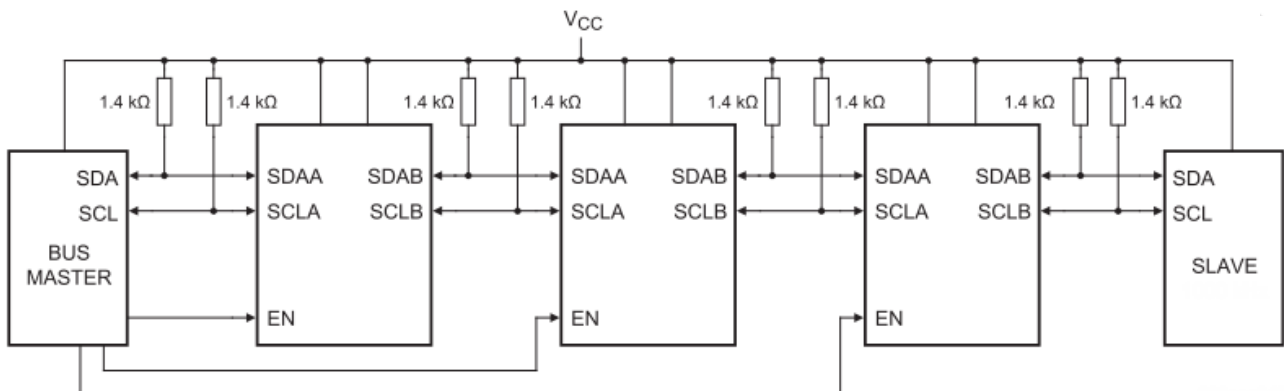 VCC
1.4 kΩ 1.4 kΩ 1.4 kΩ 1.4 kΩ 1.4 kΩ 1.4 kΩ 1.4 kΩ 1.4 kΩ
SDA SDAA SDAB SDAA SDAB SDAA SDAB SDA
SCL SCLA SCLB SCLA SCLB SCLA SCLB SCL
BUS
MASTER
SLAVE
EN EN EN